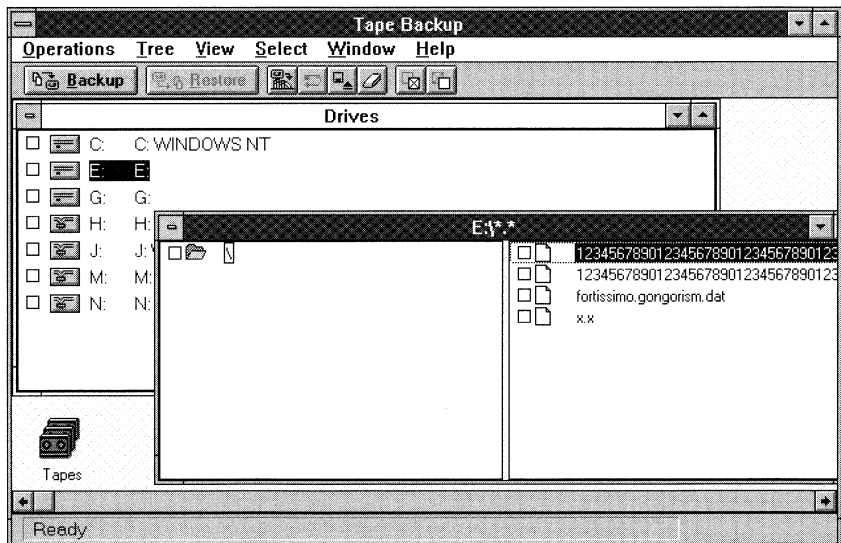 Tape Backup
Operations Tree View Select Window Help
Backup Restore
Drives
C: C: WINDOWS NT
E: E:
G: G:
H: H:
E:\*.*
J: J:
M: M:
N: N:
\
12345678901234567890123456789012
12345678901234567890123456789012
fortissimo.gongorism.dat
x.x
Tapes
Ready